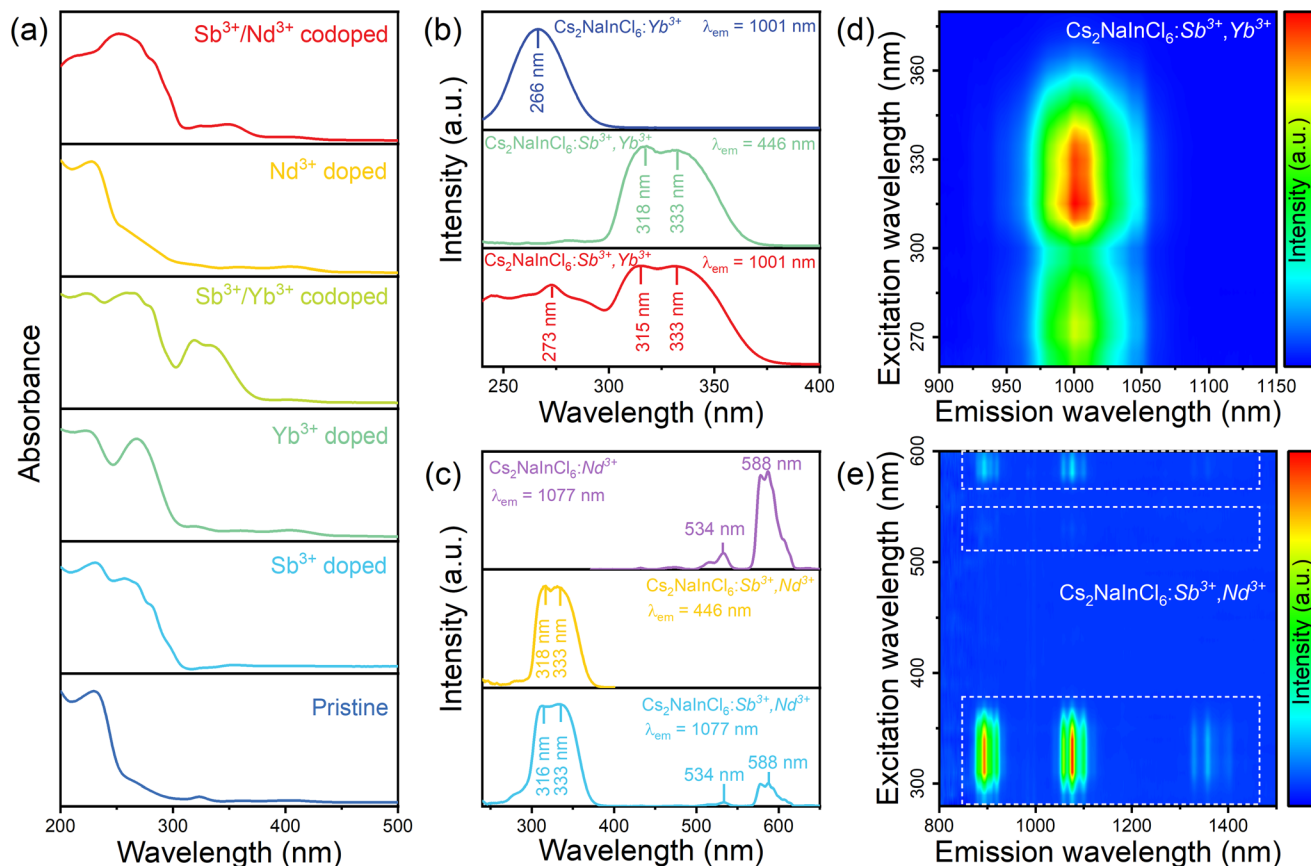 (a)
Sb³⁺/Nd³⁺ codoped
Nd³⁺ doped
Sb³⁺/Yb³⁺ codoped
Yb³⁺ doped
Sb³⁺ doped
Pristine
Absorbance
200 300 400 500
Wavelength (nm)
(b)
Cs₂NaInCl₆:Yb³⁺ λem = 1001 nm
266 nm
Cs₂NaInCl₆:Sb³⁺,Yb³⁺ λem = 446 nm
318 nm
333 nm
Cs₂NaInCl₆:Sb³⁺,Yb³⁺ λem = 1001 nm
273 nm
315 nm
333 nm
Intensity (a.u.)
250 300 350 400
Wavelength (nm)
(c)
Cs₂NaInCl₆:Nd³⁺
λem = 1077 nm
534 nm
588 nm
Cs₂NaInCl₆:Sb³⁺,Nd³⁺
λem = 446 nm
318 nm
333 nm
Cs₂NaInCl₆:Sb³⁺,Nd³⁺
λem = 1077 nm
316 nm
333 nm
534 nm
588 nm
Intensity (a.u.)
300 400 500 600
Wavelength (nm)
(d)
Cs₂NaInCl₆:Sb³⁺,Yb³⁺
Excitation wavelength (nm)
360
330
300
270
900 950 1000 1050 1100 1150
Emission wavelength (nm)
Intensity (a.u.)
(e)
Cs₂NaInCl₆:Sb³⁺,Nd³⁺
Excitation wavelength (nm)
600
500
400
300
800 1000 1200 1400
Emission wavelength (nm)
Intensity (a.u.)